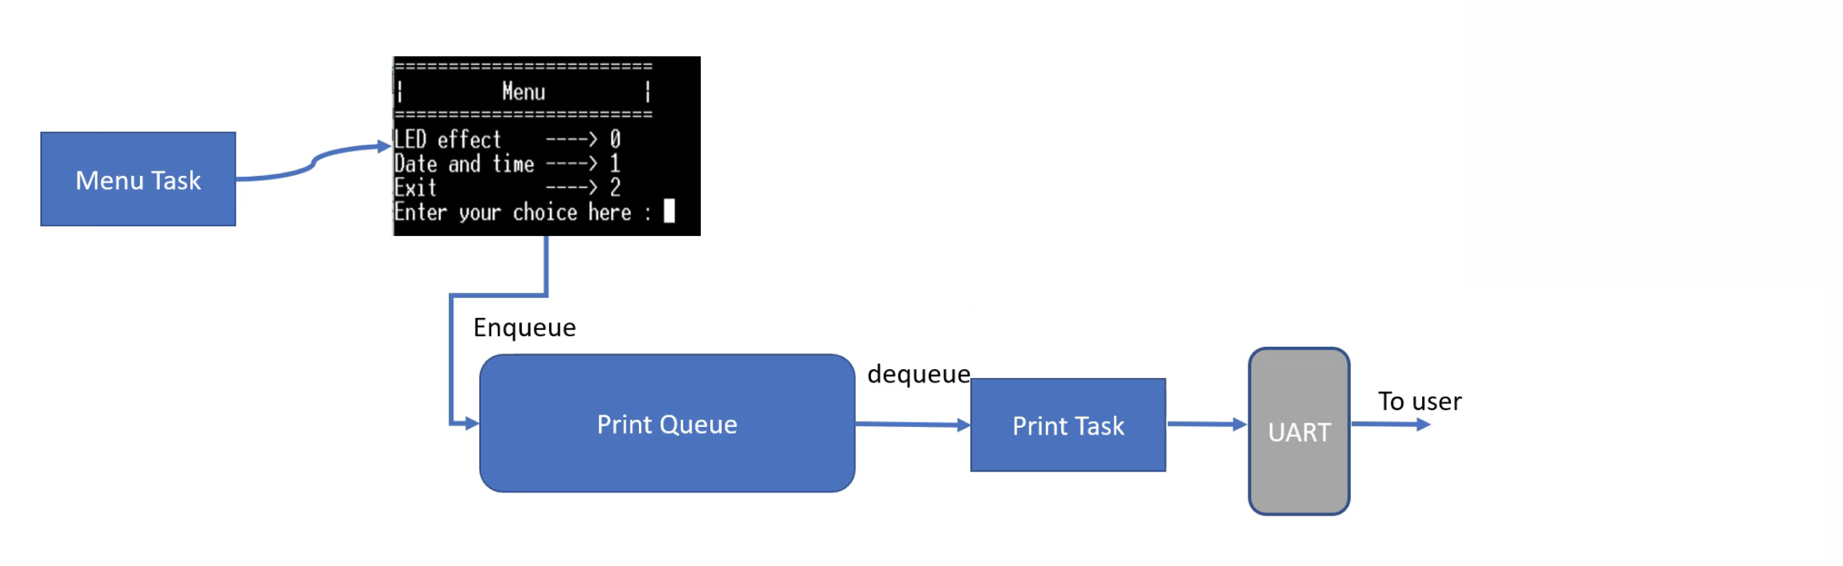 ========================
|         Menu         |
========================
LED effect    ----> 0
Date and time ----> 1
Exit          ----> 2
Enter your choice here :
Menu Task
Enqueue
Print Queue
dequeue
Print Task
UART
To user